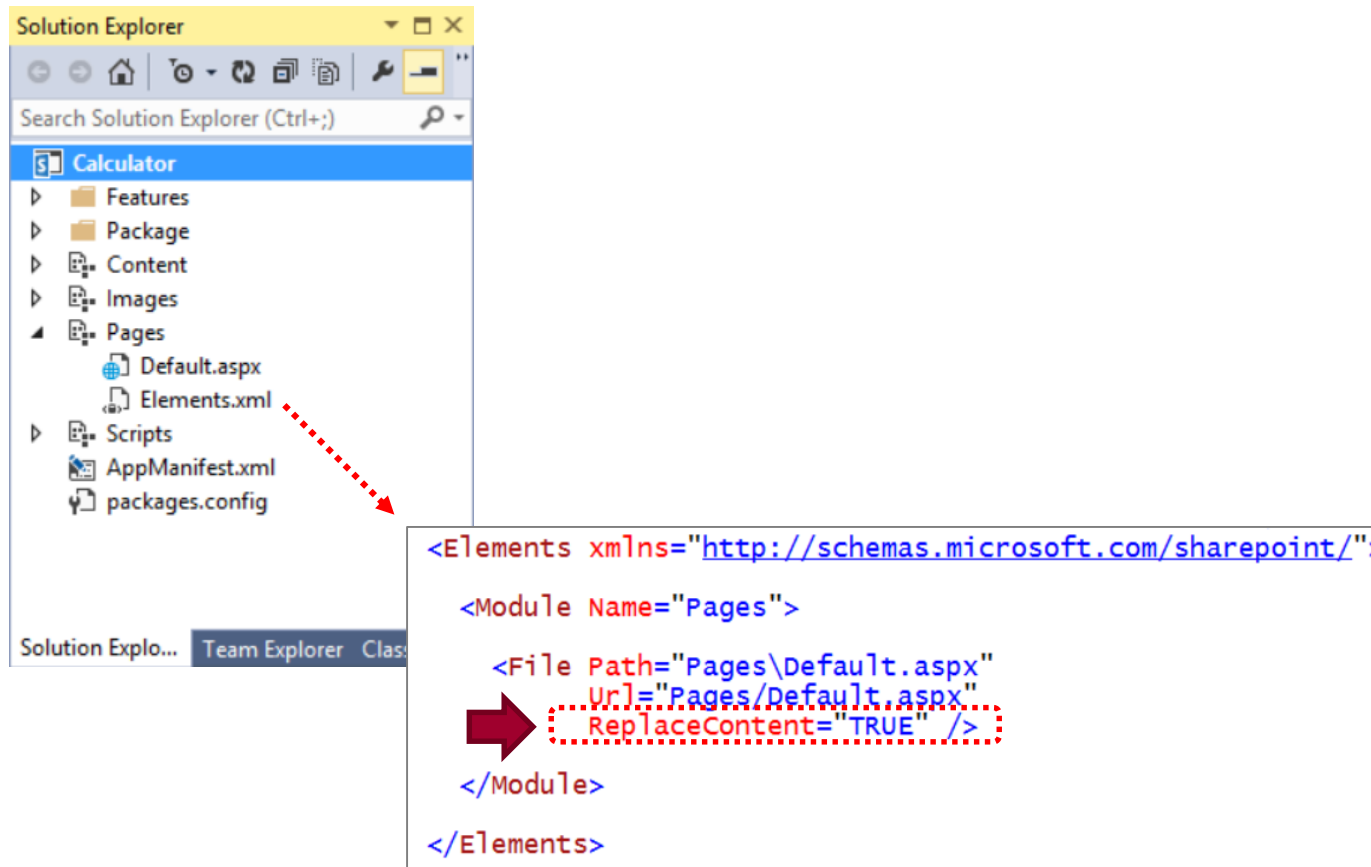 Solution Explorer
Search Solution Explorer (Ctrl+;)
Calculator
Features
Package
Content
Images
Pages
Default.aspx
Elements.xml
Scripts
AppManifest.xml
packages.config
Solution Explo... Team Explorer Clas
<Elements xmlns="http://schemas.microsoft.com/sharepoint/"
<Module Name="Pages">
<File Path="Pages\Default.aspx"
Url="Pages/Default.aspx"
ReplaceContent="TRUE" />
</Module>
</Elements>